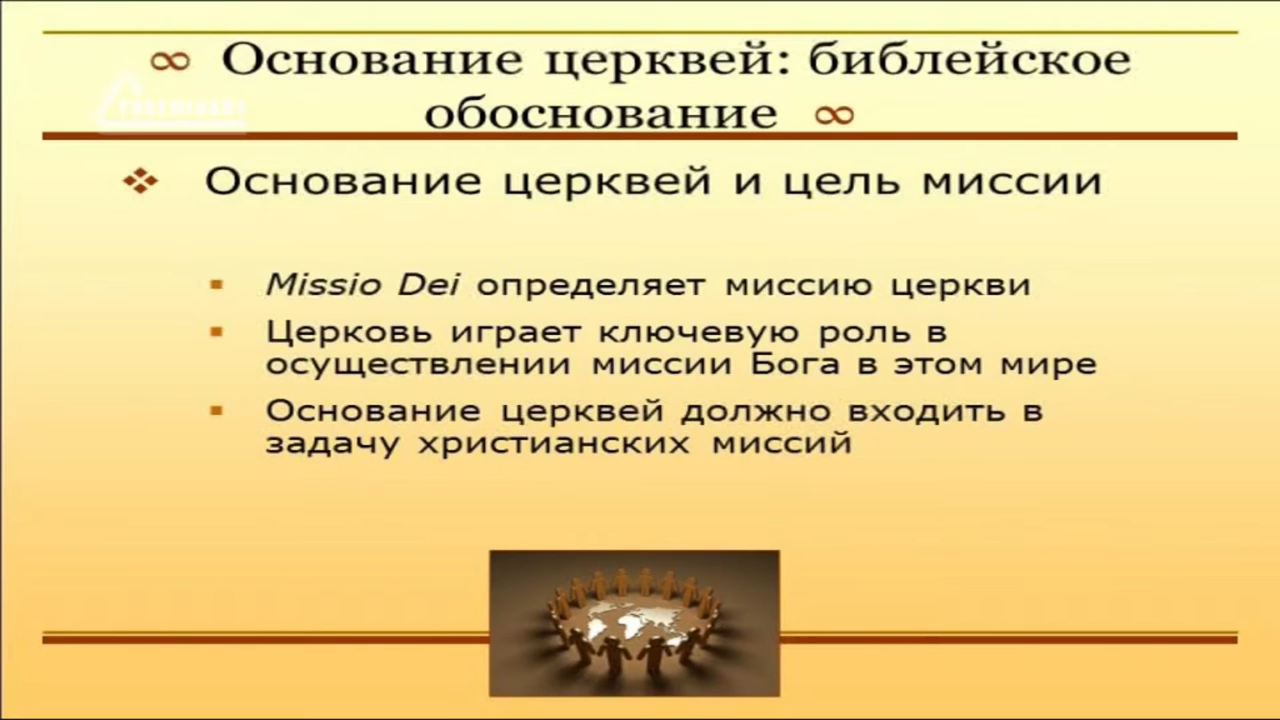 ∞ Основание церквей: библейское
обоснование ∞
❖ Основание церквей и цель миссии
▪ Missio Dei определяет миссию церкви
▪ Церковь играет ключевую роль в
осуществлении миссии Бога в этом мире
▪ Основание церквей должно входить в
задачу христианских миссий